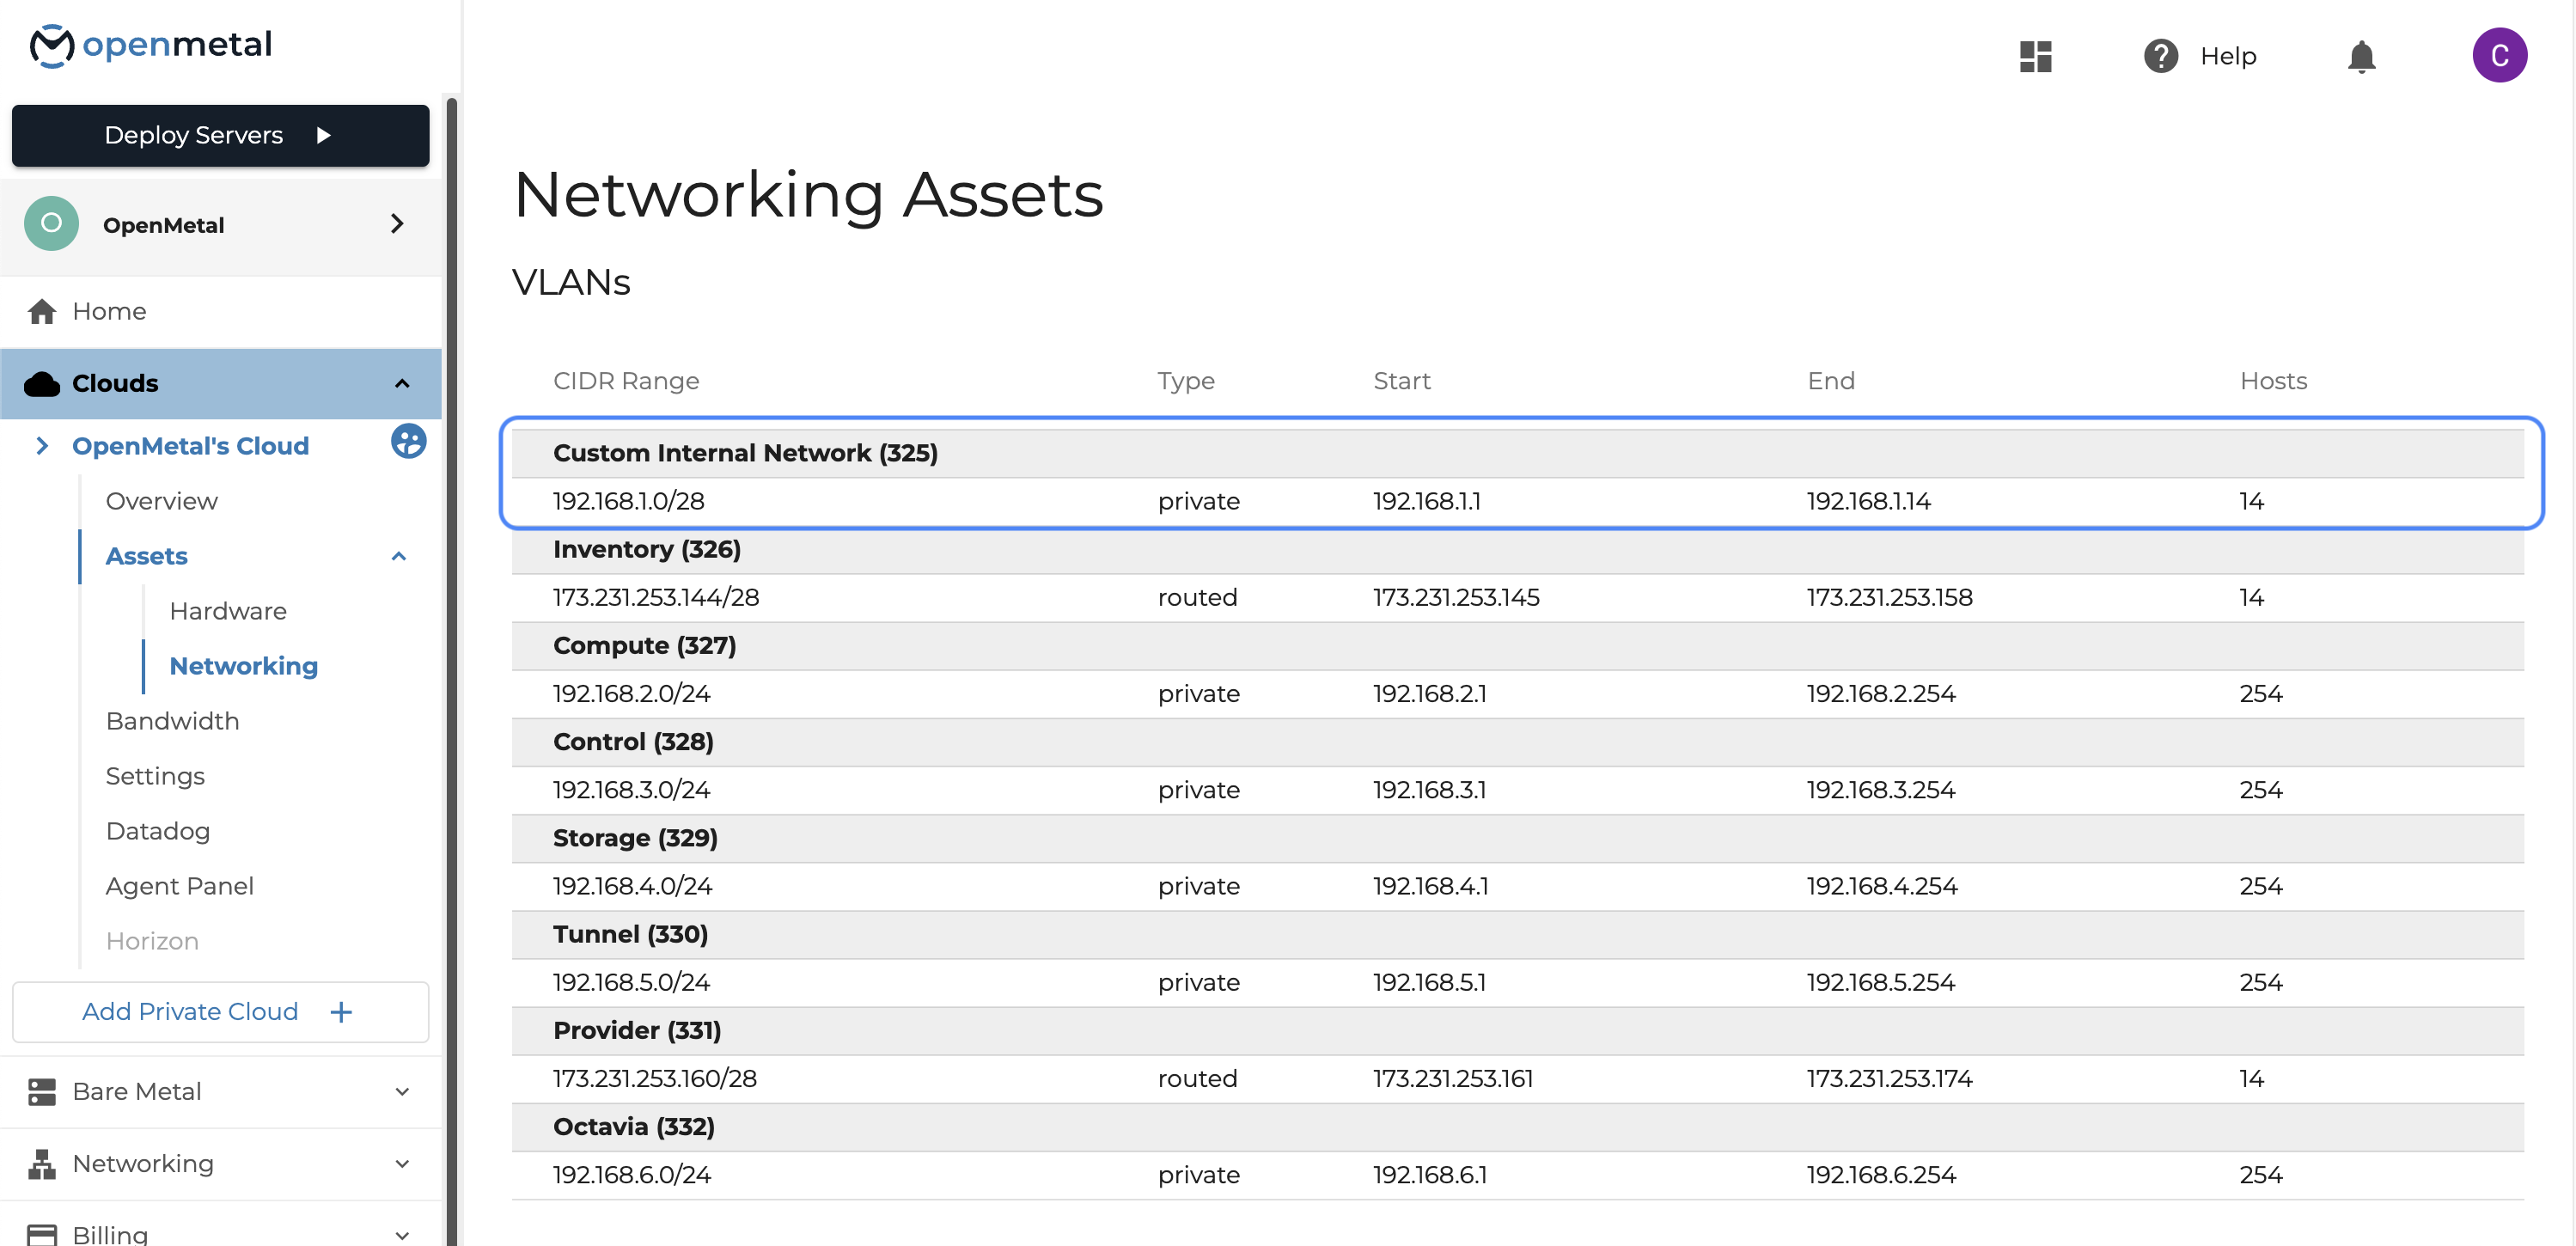 openmetal
Help
C
Deploy Servers
O OpenMetal
Home
Clouds
OpenMetal's Cloud
Overview
Assets
Hardware
Networking
Bandwidth
Settings
Datadog
Agent Panel
Horizon
Add Private Cloud +
Bare Metal
Networking
Billing
Networking Assets
VLANs
CIDR Range Type Start End Hosts
Custom Internal Network (325)
192.168.1.0/28 private 192.168.1.1 192.168.1.14 14
Inventory (326)
173.231.253.144/28 routed 173.231.253.145 173.231.253.158 14
Compute (327)
192.168.2.0/24 private 192.168.2.1 192.168.2.254 254
Control (328)
192.168.3.0/24 private 192.168.3.1 192.168.3.254 254
Storage (329)
192.168.4.0/24 private 192.168.4.1 192.168.4.254 254
Tunnel (330)
192.168.5.0/24 private 192.168.5.1 192.168.5.254 254
Provider (331)
173.231.253.160/28 routed 173.231.253.161 173.231.253.174 14
Octavia (332)
192.168.6.0/24 private 192.168.6.1 192.168.6.254 254